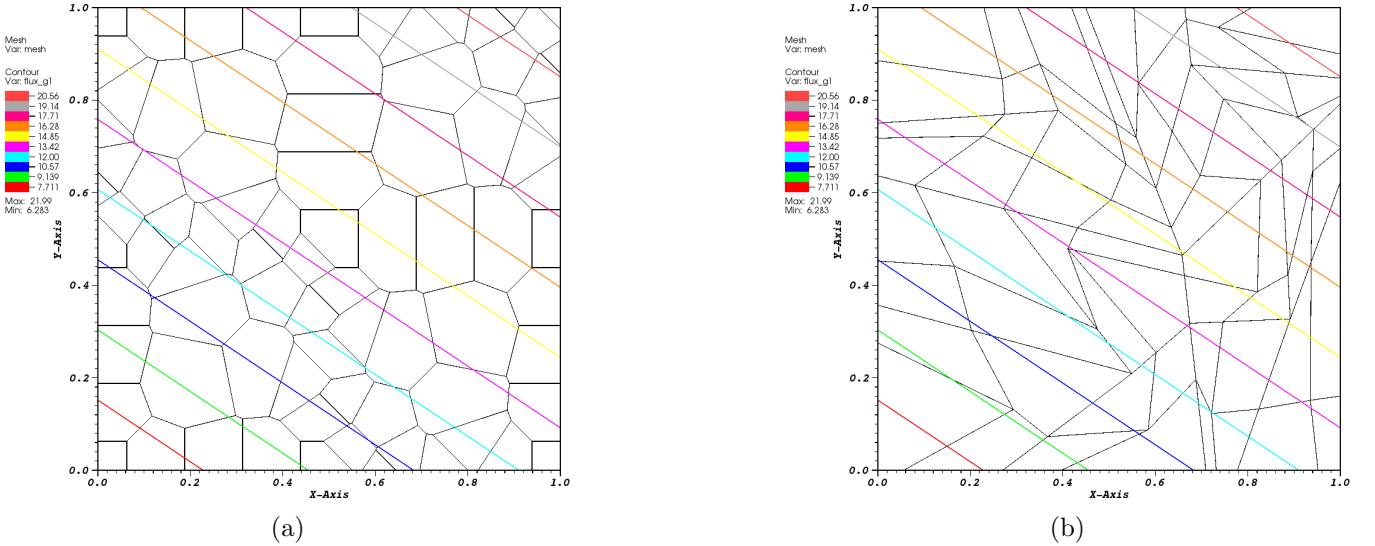 Mesh
Var: mesh
Contour
Var: flux_g1
20.56
19.14
17.71
16.28
14.85
13.42
12.00
10.57
9.139
7.711
Max: 21.99
Min: 6.283
1.0
0.8
0.6
0.4
0.2
0.0
Y-Axis
0.0 0.2 0.4 0.6 0.8 1.0
X-Axis
(a)
Mesh
Var: mesh
Contour
Var: flux_g1
20.56
19.14
17.71
16.28
14.85
13.42
12.00
10.57
9.139
7.711
Max: 21.99
Min: 6.283
1.0
0.8
0.6
0.4
0.2
0.0
Y-Axis
0.0 0.2 0.4 0.6 0.8 1.0
X-Axis
(b)